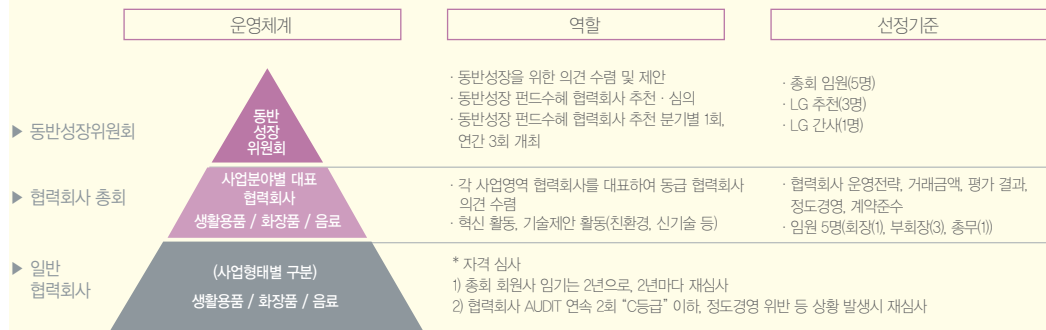 운영체계
역할
선정기준
▶ 동반성장위원회
동반
성장
위원회
· 동반성장을 위한 의견 수렴 및 제안
· 동반성장 펀드수혜 협력회사 추천 · 심의
· 동반성장 펀드수혜 협력회사 추천 분기별 1회,
연간 3회 개최
· 총회 임원(5명)
· LG 추천(3명)
· LG 간사(1명)
▶ 협력회사 총회
사업분야별 대표
협력회사
생활용품 / 화장품 / 음료
· 각 사업영역 협력회사를 대표하여 동급 협력회사
의견 수렴
· 혁신 활동, 기술제안 활동(친환경, 신기술 등)
· 협력회사 운영전략, 거래금액, 평가 결과,
정도경영, 계약준수
· 임원 5명(회장(1), 부회장(3), 총무(1))
▶ 일반
협력회사
(사업형태별 구분)
생활용품 / 화장품 / 음료
* 자격 심사
1) 총회 회원사 임기는 2년으로, 2년마다 재심사
2) 협력회사 AUDIT 연속 2회 “C등급” 이하, 정도경영 위반 등 상황 발생시 재심사